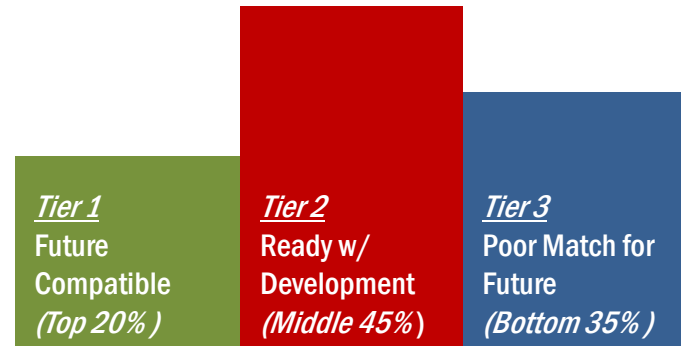 Tier 1
Future
Compatible
(Top 20% )
Tier 2
Ready w/
Development
(Middle 45%)
Tier 3
Poor Match for
Future
(Bottom 35% )